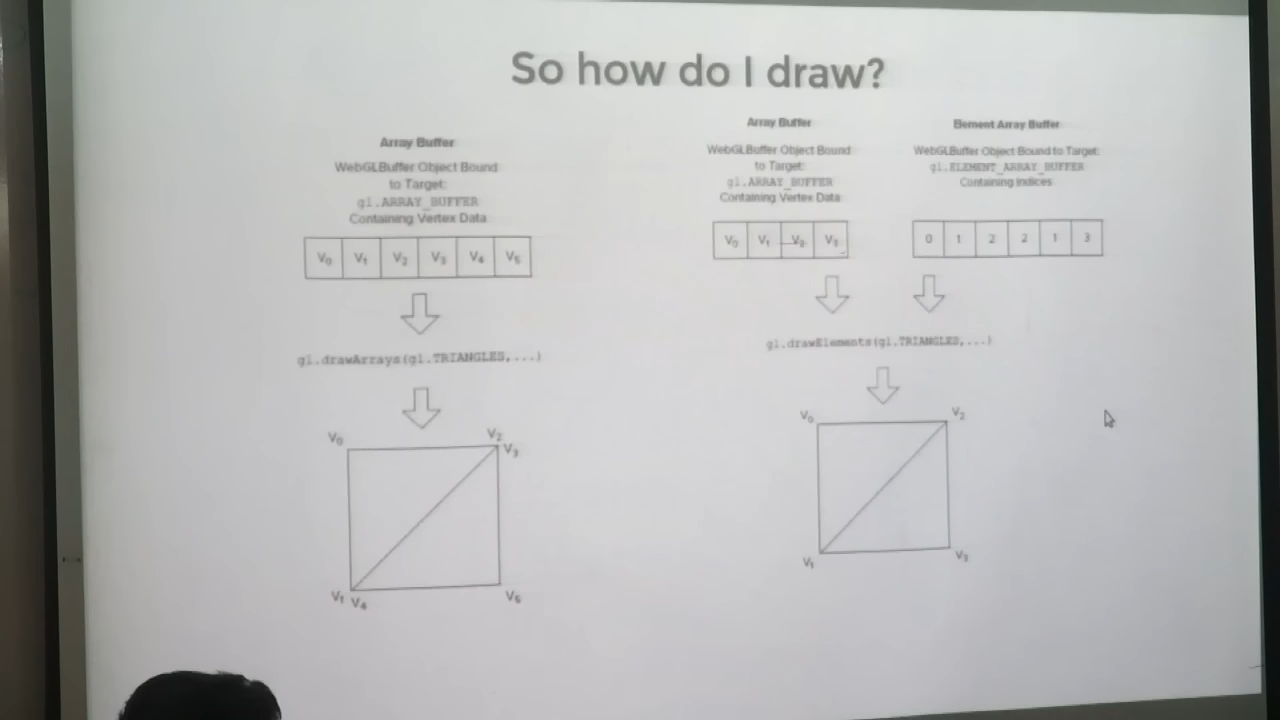 So how do I draw?
Array Buffer
WebGLBuffer Object Bound
to Target:
gl.ARRAY_BUFFER
Containing Vertex Data
V0 V1 V2 V3 V4 V5
gl.drawArrays(gl.TRIANGLES,...)
V0 V2
V3
V1 V4 V5
Array Buffer
WebGLBuffer Object Bound
to Target:
gl.ARRAY_BUFFER
Containing Vertex Data
V0 V1 V2 V3
Element Array Buffer
WebGLBuffer Object Bound to Target:
gl.ELEMENT_ARRAY_BUFFER
Containing Indices
0 1 2 2 1 3
gl.drawElements(gl.TRIANGLES,...)
V0 V2
V1 V3